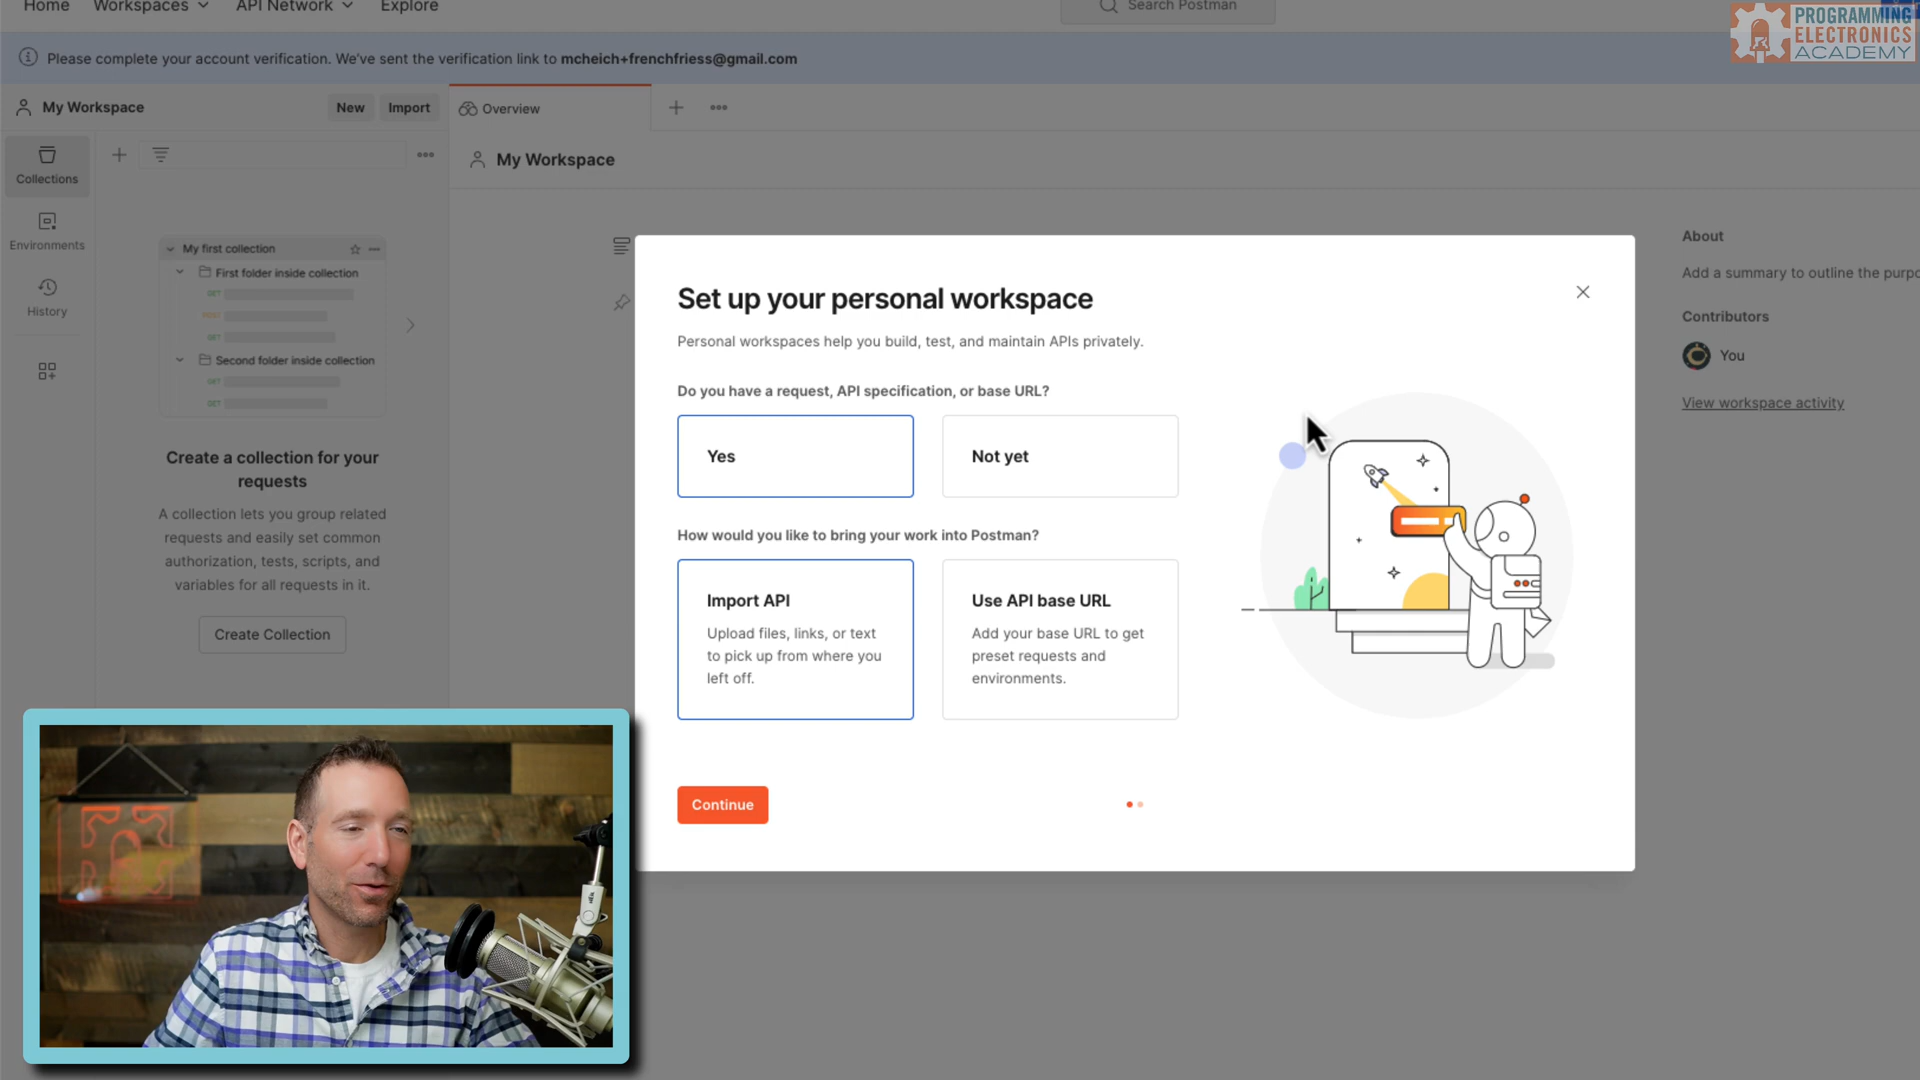 Home Workspaces API Network Explore
Search Postman
PROGRAMMING
ELECTRONICS
ACADEMY
Please complete your account verification. We've sent the verification link to mcheich+frenchfriess@gmail.com
My Workspace New Import
Overview
Collections
My Workspace
Environments
History
My first collection
First folder inside collection
GET
POST
GET
Second folder inside collection
GET
GET
Create a collection for your
requests
A collection lets you group related
requests and easily set common
authorization, tests, scripts, and
variables for all requests in it.
Create Collection
Set up your personal workspace
Personal workspaces help you build, test, and maintain APIs privately.
Do you have a request, API specification, or base URL?
Yes
Not yet
How would you like to bring your work into Postman?
Import API
Upload files, links, or text
to pick up from where you
left off.
Use API base URL
Add your base URL to get
preset requests and
environments.
Continue
About
Add a summary to outline the purpo
Contributors
You
View workspace activity